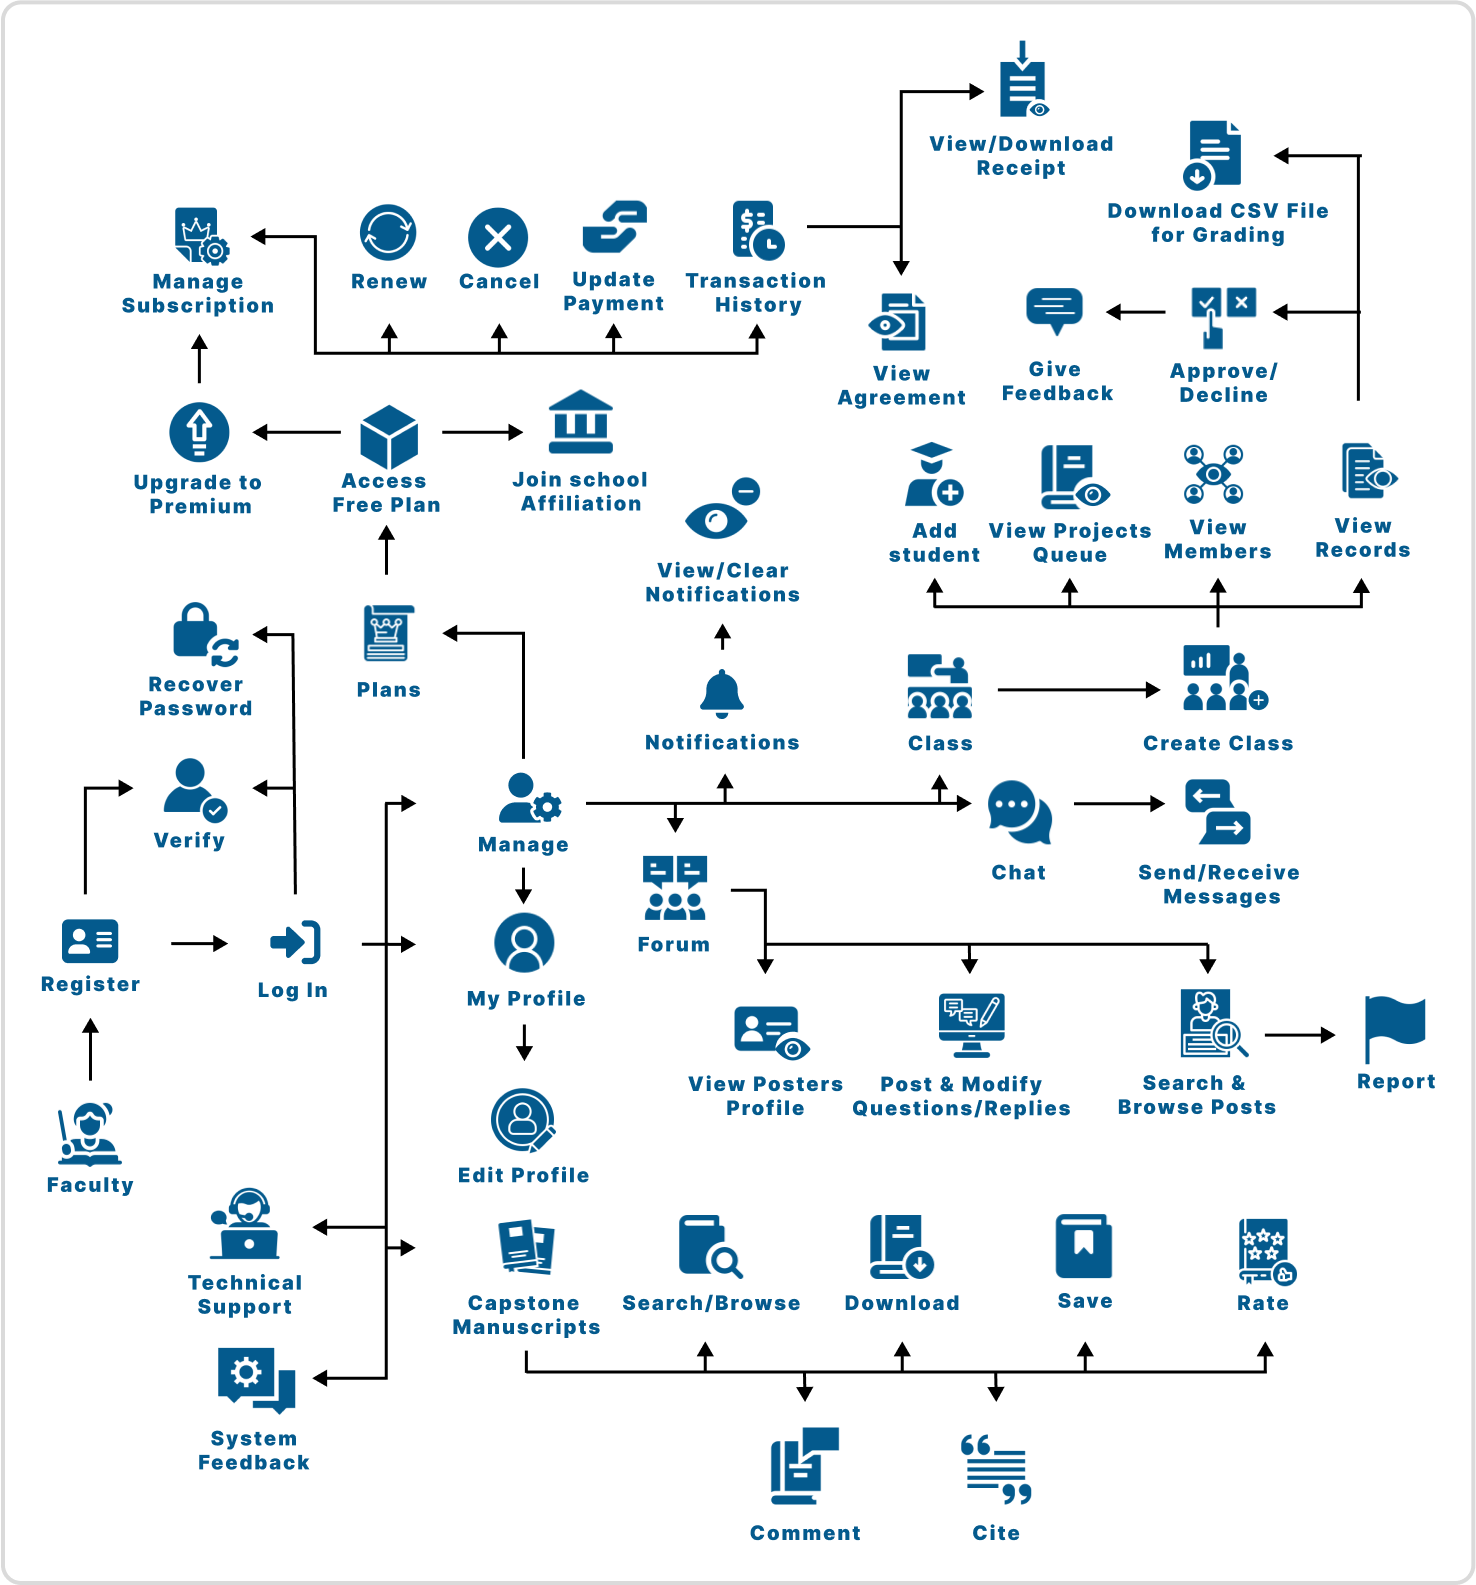 View/Download
Receipt
Download CSV File
for Grading
Manage
Subscription
Renew
Cancel
Update
Payment
Transaction
History
View
Agreement
Give
Feedback
Approve/
Decline
Upgrade to
Premium
Access
Free Plan
Join school
Affiliation
View/Clear
Notifications
Add
student
View Projects
Queue
View
Members
View
Records
Recover
Password
Plans
Notifications
Class
Create Class
Verify
Manage
Chat
Send/Receive
Messages
Register
Log In
My Profile
Forum
View Posters
Profile
Post & Modify
Questions/Replies
Search &
Browse Posts
Report
Faculty
Edit Profile
Technical
Support
Capstone
Manuscripts
Search/Browse
Download
Save
Rate
System
Feedback
Comment
Cite